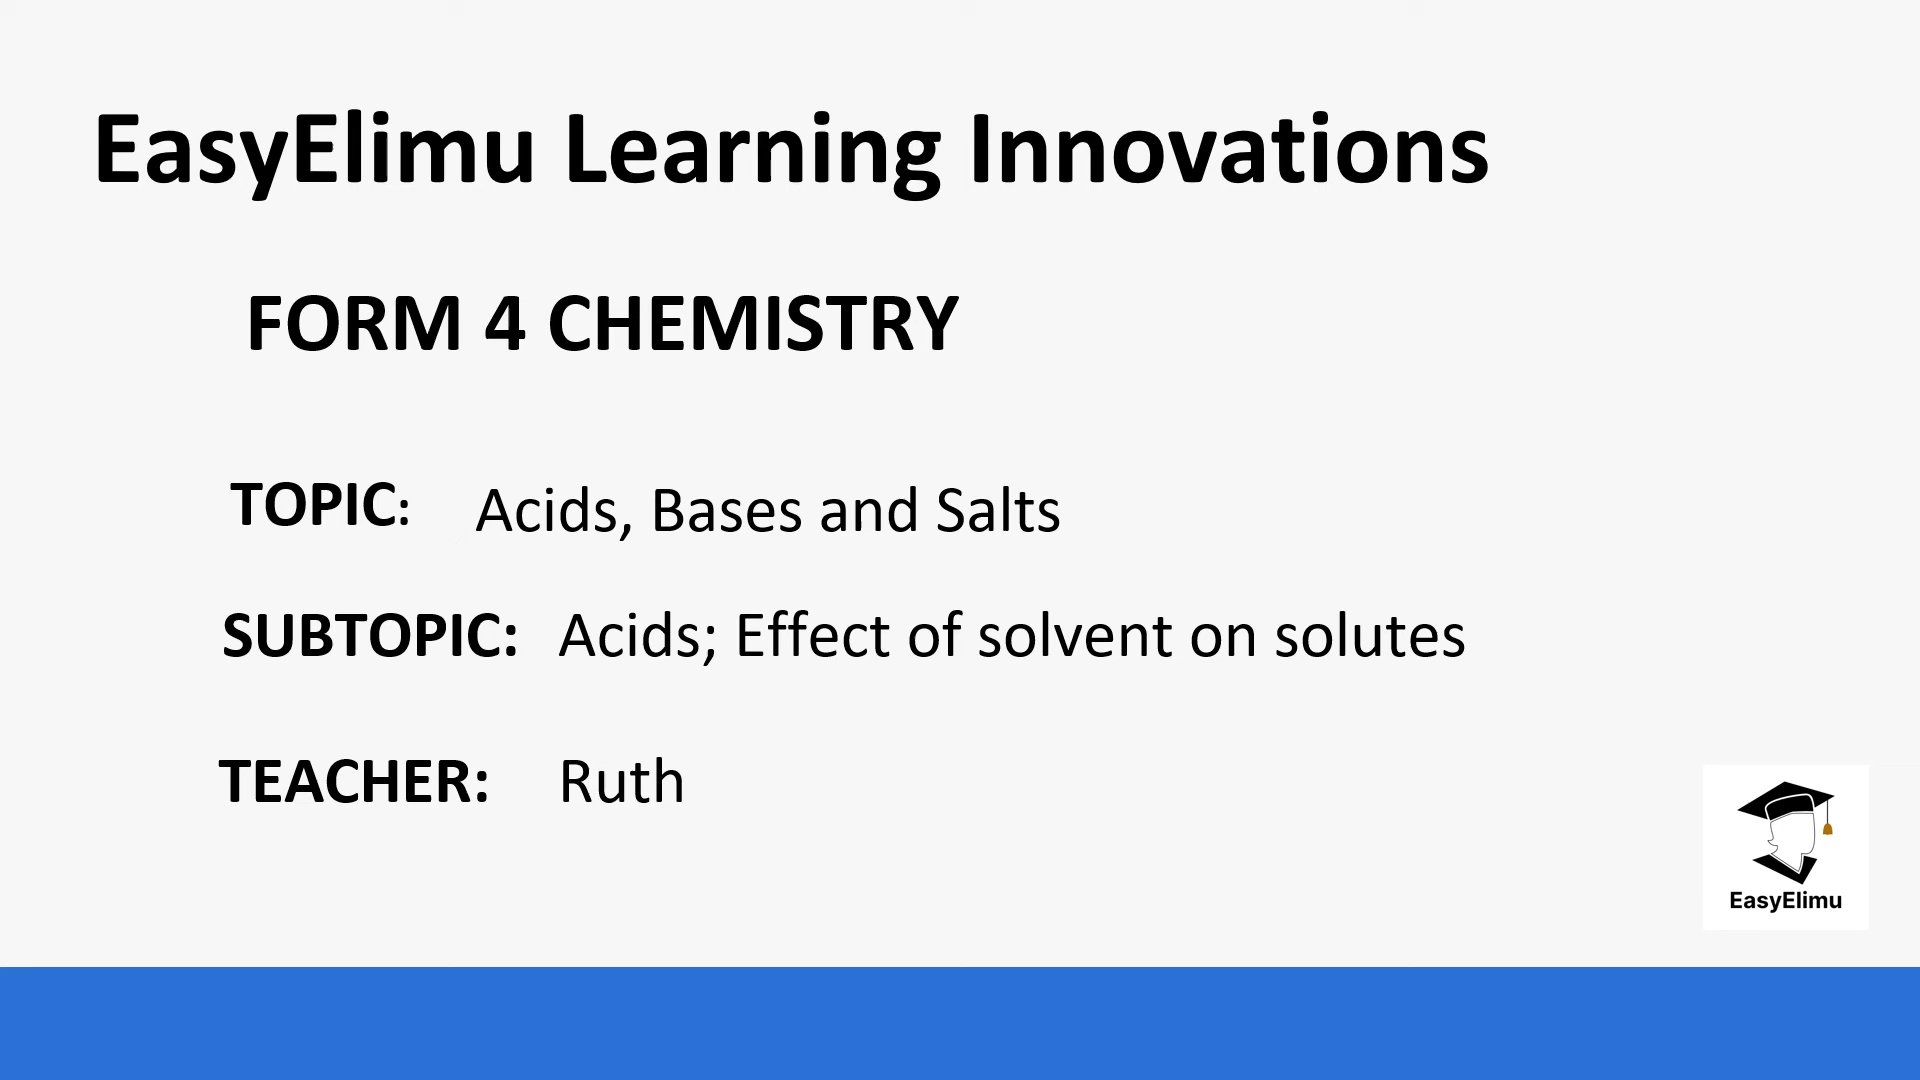 EasyElimu Learning Innovations
FORM 4 CHEMISTRY
TOPIC: Acids, Bases and Salts
SUBTOPIC: Acids; Effect of solvent on solutes
TEACHER: Ruth
EasyElimu